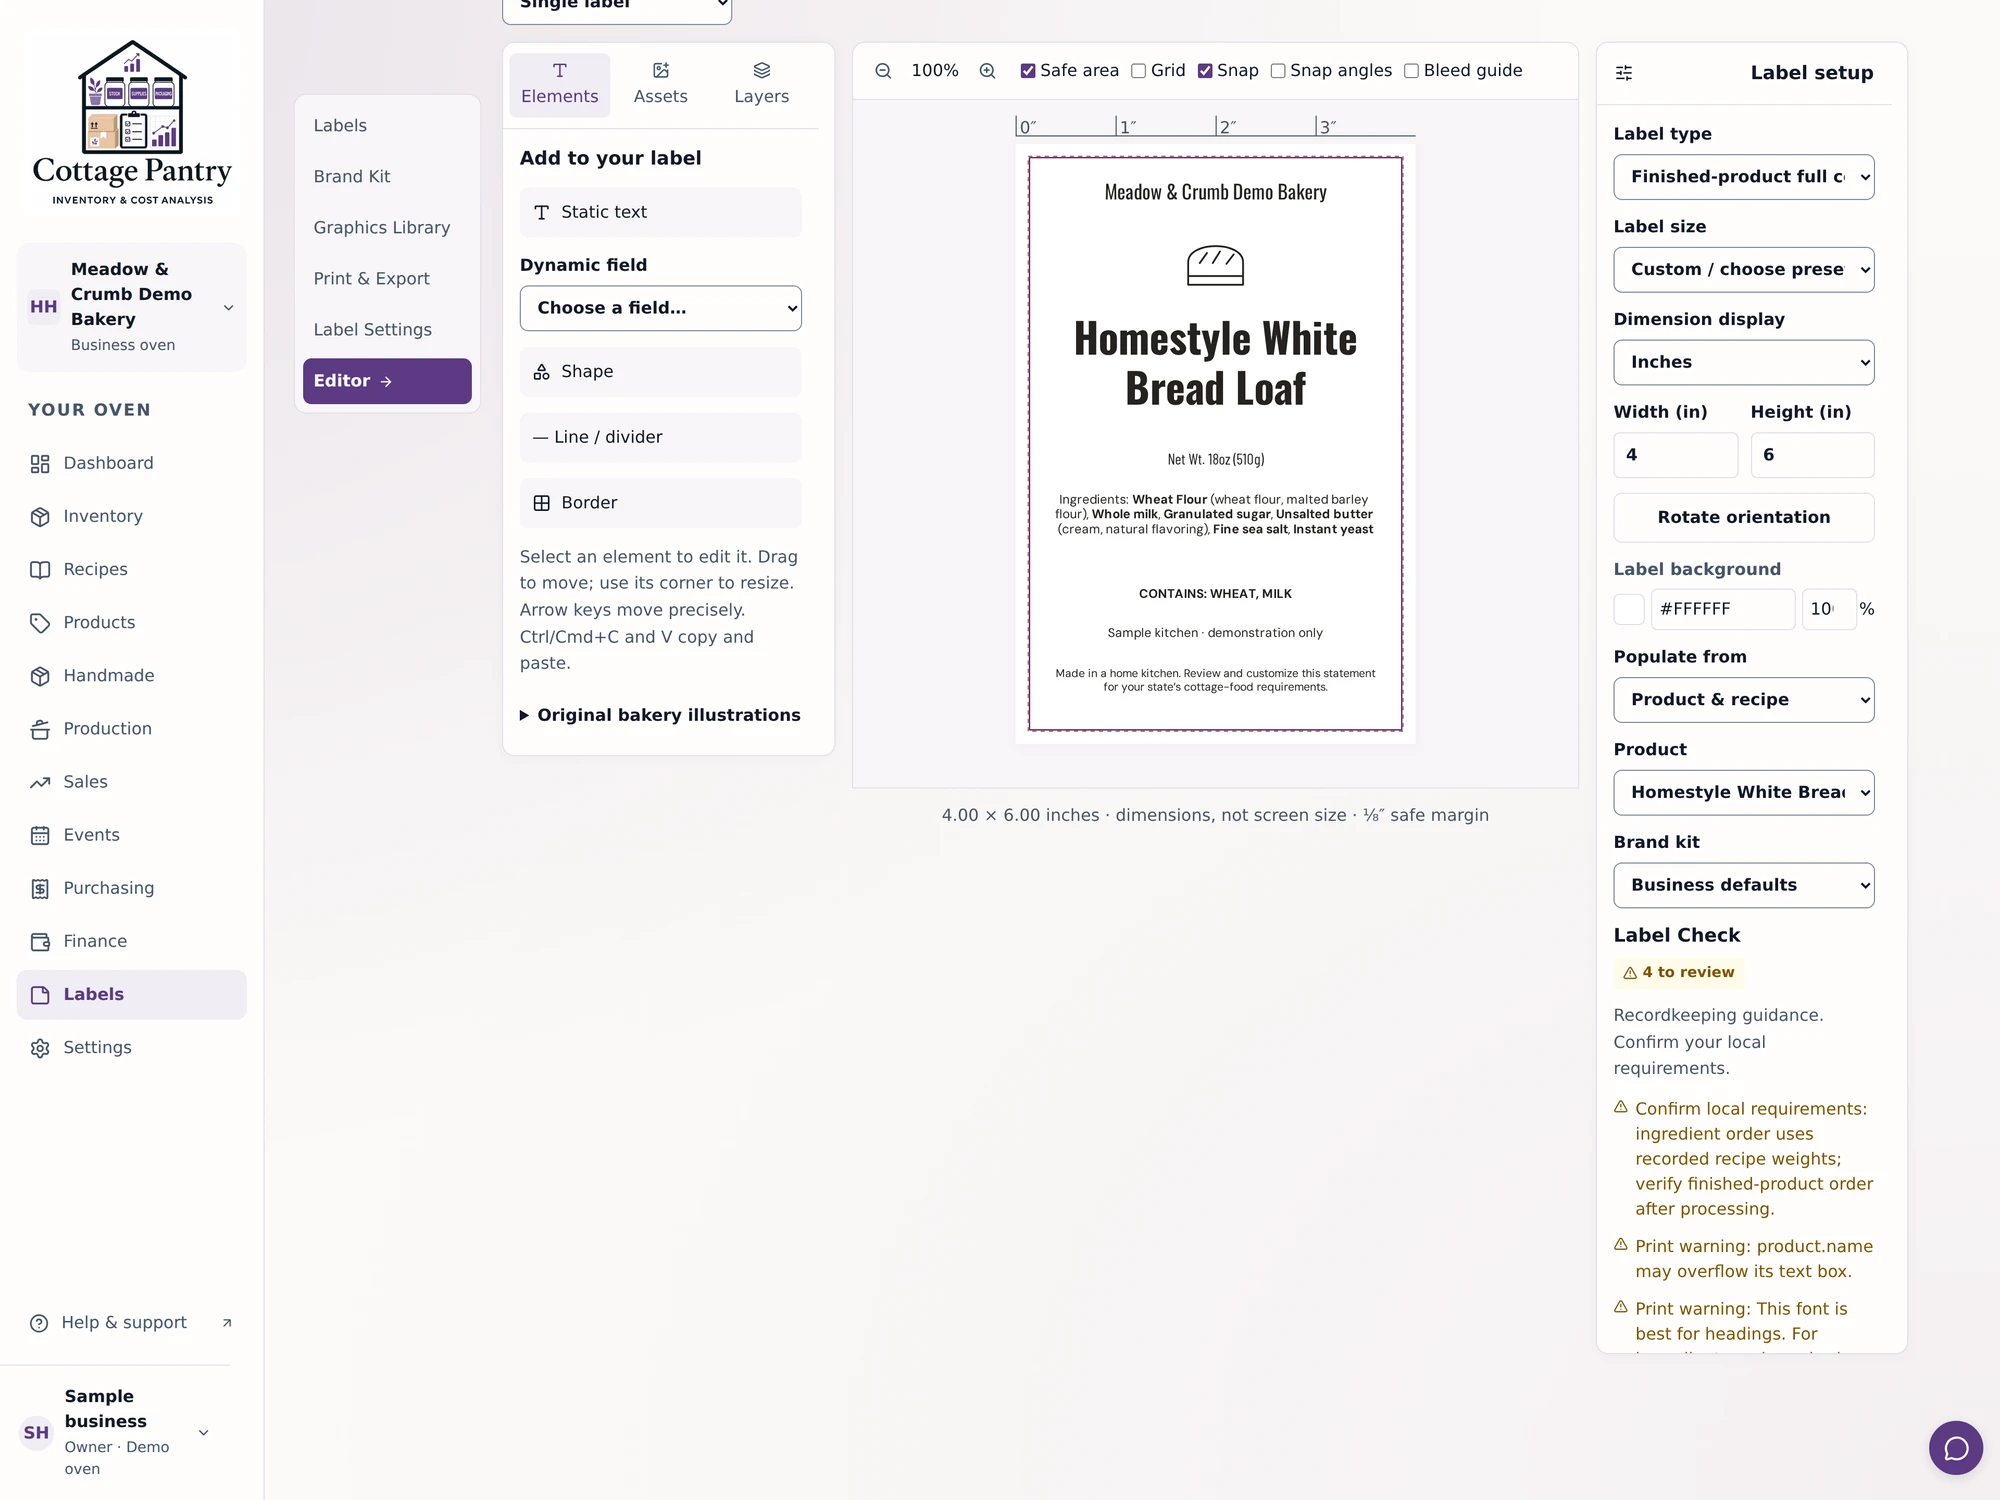 Single label
Cottage Pantry
INVENTORY & COST ANALYSIS
STOCK
SUPPLIES
PACKAGING
HH
Meadow &
Crumb Demo
Bakery
Business oven
YOUR OVEN
Dashboard
Inventory
Recipes
Products
Handmade
Production
Sales
Events
Purchasing
Finance
Labels
Settings
Help & support
SH
Sample
business
Owner · Demo
oven
Labels
Brand Kit
Graphics Library
Print & Export
Label Settings
Editor →
Elements
Assets
Layers
Add to your label
Static text
Dynamic field
Choose a field...
Shape
— Line / divider
Border
Select an element to edit it. Drag
to move; use its corner to resize.
Arrow keys move precisely.
Ctrl/Cmd+C and V copy and
paste.
Original bakery illustrations
100%
Safe area
Grid
Snap
Snap angles
Bleed guide
0″
1″
2″
3″
Meadow & Crumb Demo Bakery
Homestyle White
Bread Loaf
Net Wt. 18oz (510g)
Ingredients: Wheat Flour (wheat flour, malted barley
flour), Whole milk, Granulated sugar, Unsalted butter
(cream, natural flavoring), Fine sea salt, Instant yeast
CONTAINS: WHEAT, MILK
Sample kitchen · demonstration only
Made in a home kitchen. Review and customize this statement
for your state's cottage-food requirements.
4.00 × 6.00 inches · dimensions, not screen size · ⅛″ safe margin
Label setup
Label type
Finished-product full c
Label size
Custom / choose prese
Dimension display
Inches
Width (in)
Height (in)
4
6
Rotate orientation
Label background
#FFFFFF
10
%
Populate from
Product & recipe
Product
Homestyle White Brea
Brand kit
Business defaults
Label Check
4 to review
Recordkeeping guidance.
Confirm your local
requirements.
Confirm local requirements:
ingredient order uses
recorded recipe weights;
verify finished-product order
after processing.
Print warning: product.name
may overflow its text box.
Print warning: This font is
best for headings. For